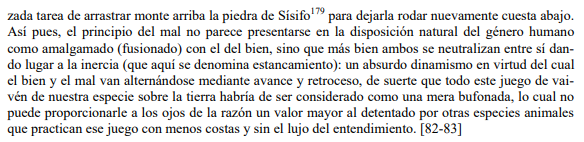 zada tarea de arrastrar monte arriba la piedra de Sísifo179 para dejarla rodar nuevamente cuesta abajo.
Así pues, el principio del mal no parece presentarse en la disposición natural del género humano
como amalgamado (fusionado) con el del bien, sino que más bien ambos se neutralizan entre sí dan-
do lugar a la inercia (que aquí se denomina estancamiento): un absurdo dinamismo en virtud del cual
el bien y el mal van alternándose mediante avance y retroceso, de suerte que todo este juego de vai-
vén de nuestra especie sobre la tierra habría de ser considerado como una mera bufonada, lo cual no
puede proporcionarle a los ojos de la razón un valor mayor al detentado por otras especies animales
que practican ese juego con menos costas y sin el lujo del entendimiento. [82-83]